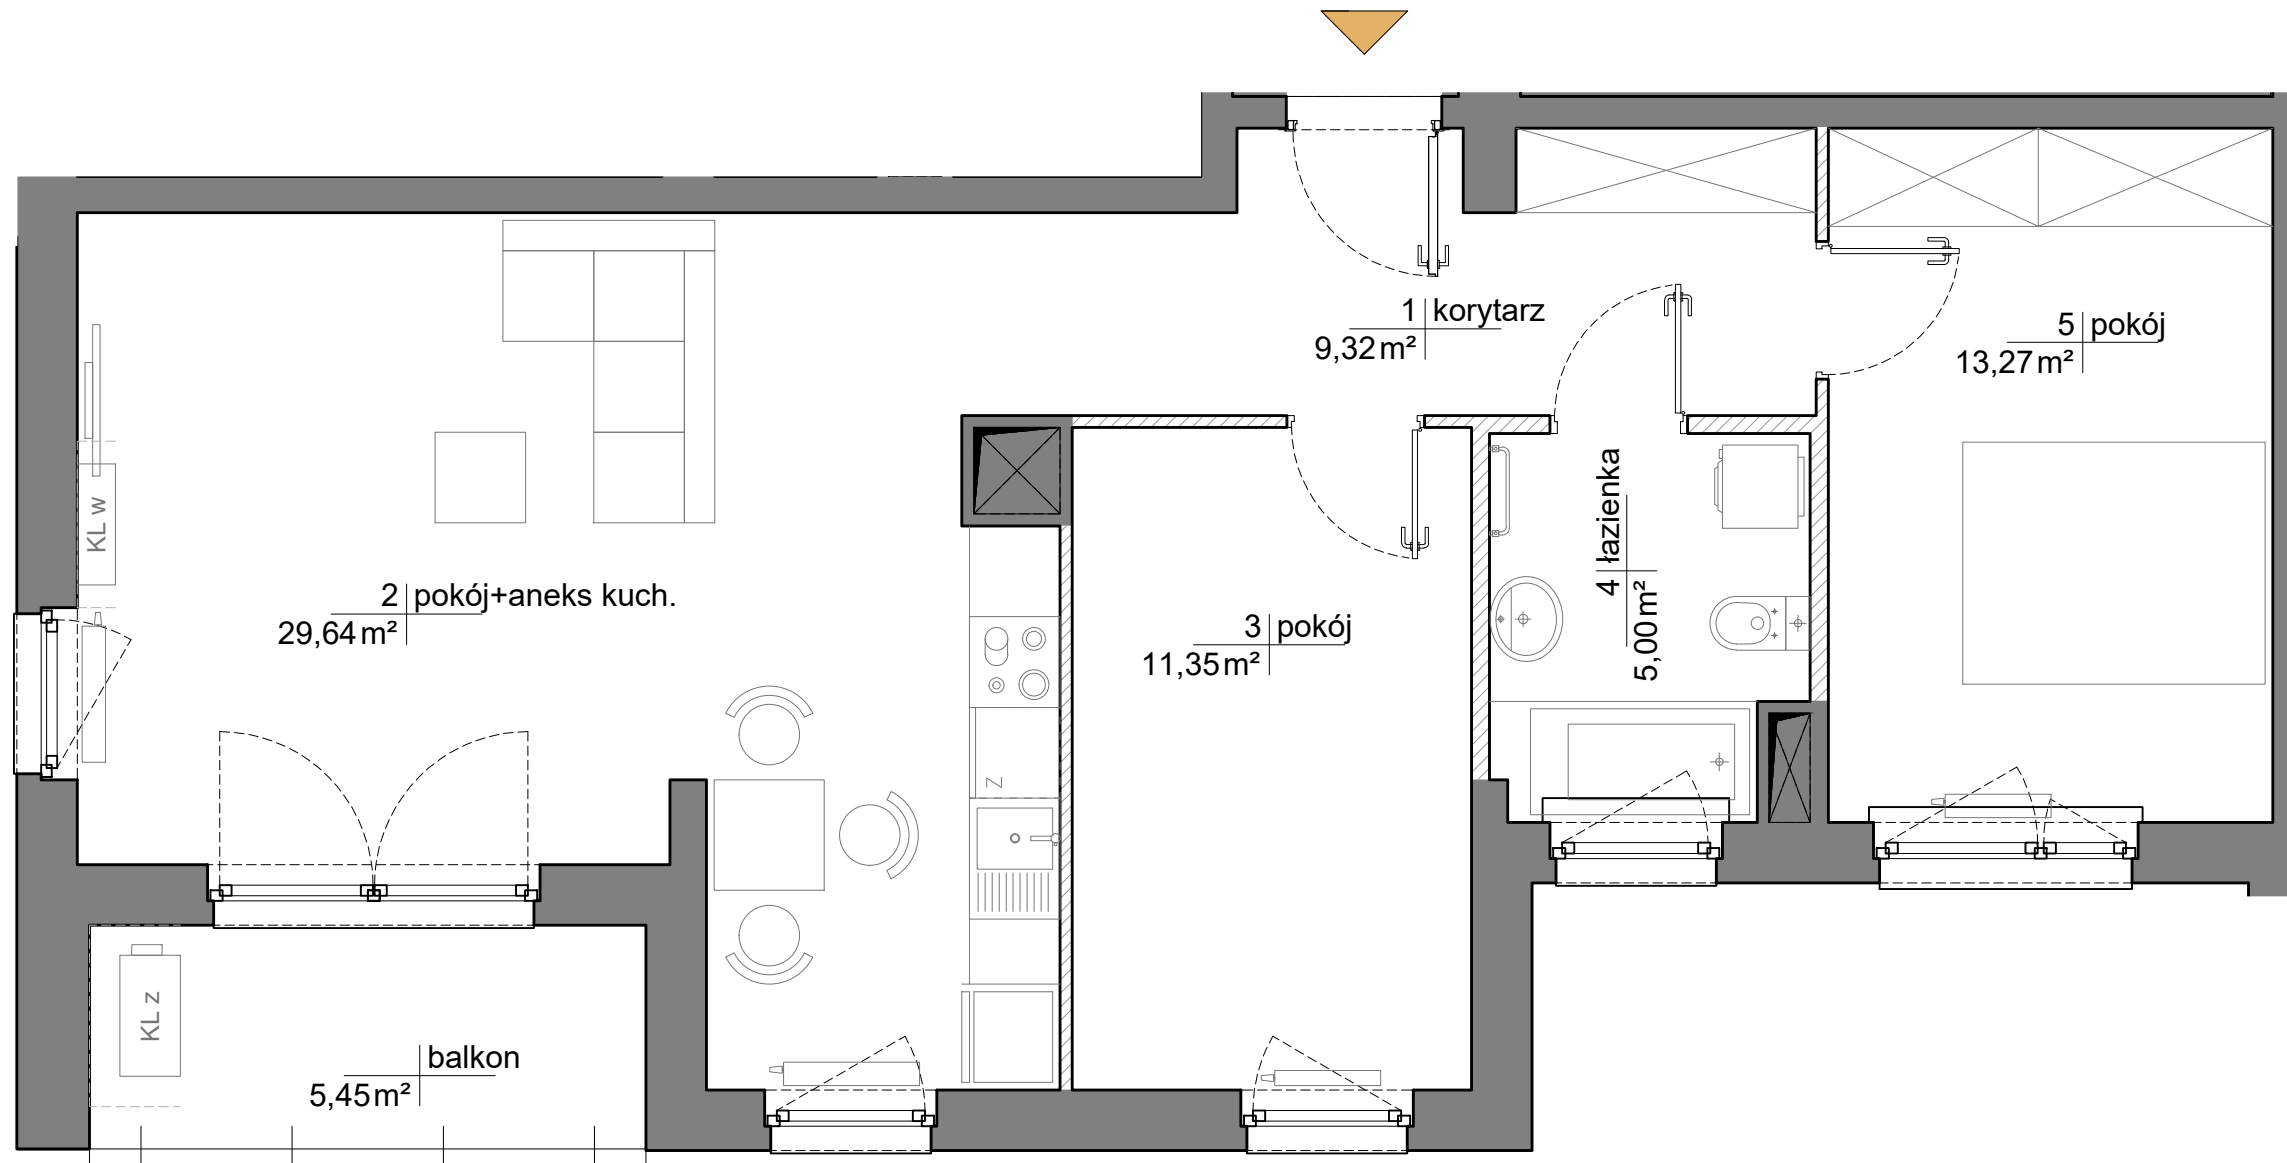 1 korytarz
9,32 m²
5 pokój
13,27 m²
KL w
2 pokój+aneks kuch.
29,64 m²
3 pokój
11,35 m²
4 łazienka
5,00 m²
Z
KL z
balkon
5,45 m²